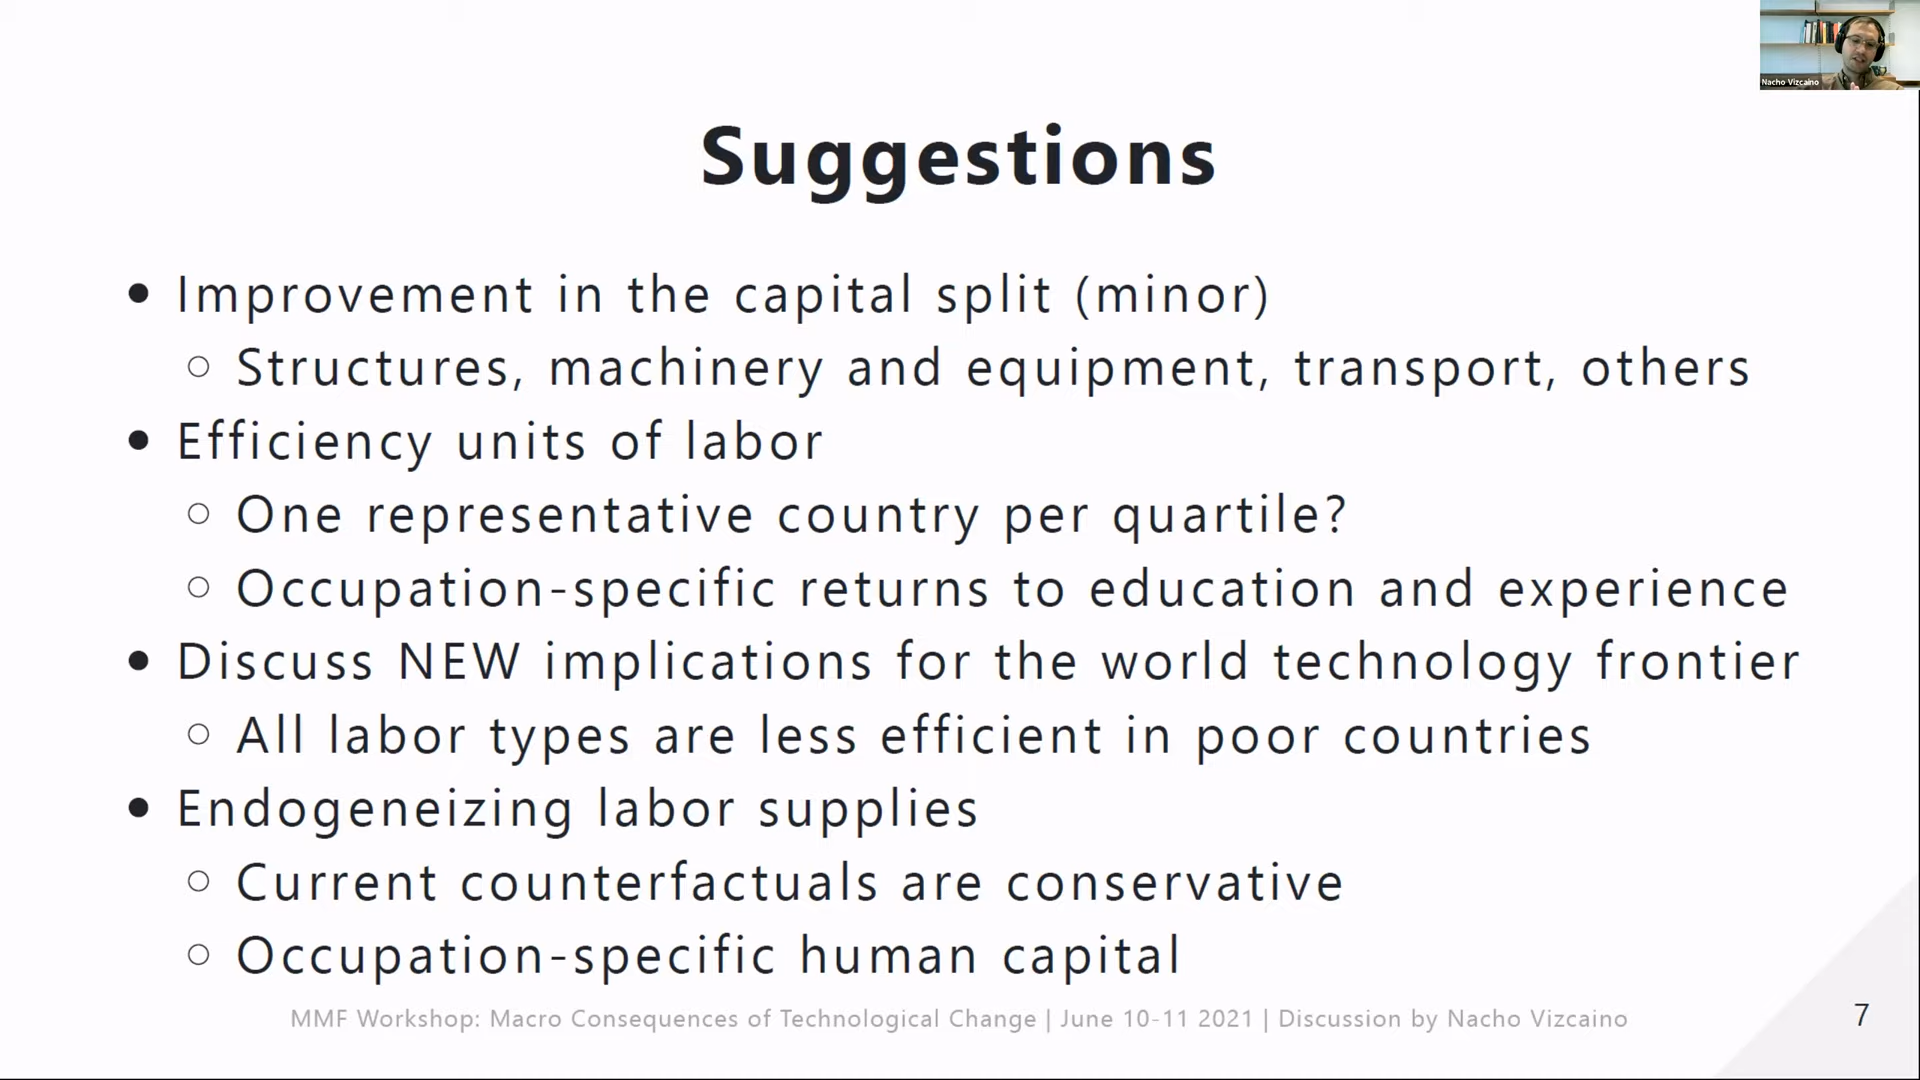 Nacho Vizcaino
Suggestions
• Improvement in the capital split (minor)
○ Structures, machinery and equipment, transport, others
• Efficiency units of labor
○ One representative country per quartile?
○ Occupation-specific returns to education and experience
• Discuss NEW implications for the world technology frontier
○ All labor types are less efficient in poor countries
• Endogeneizing labor supplies
○ Current counterfactuals are conservative
○ Occupation-specific human capital
MMF Workshop: Macro Consequences of Technological Change | June 10-11 2021 | Discussion by Nacho Vizcaino
7